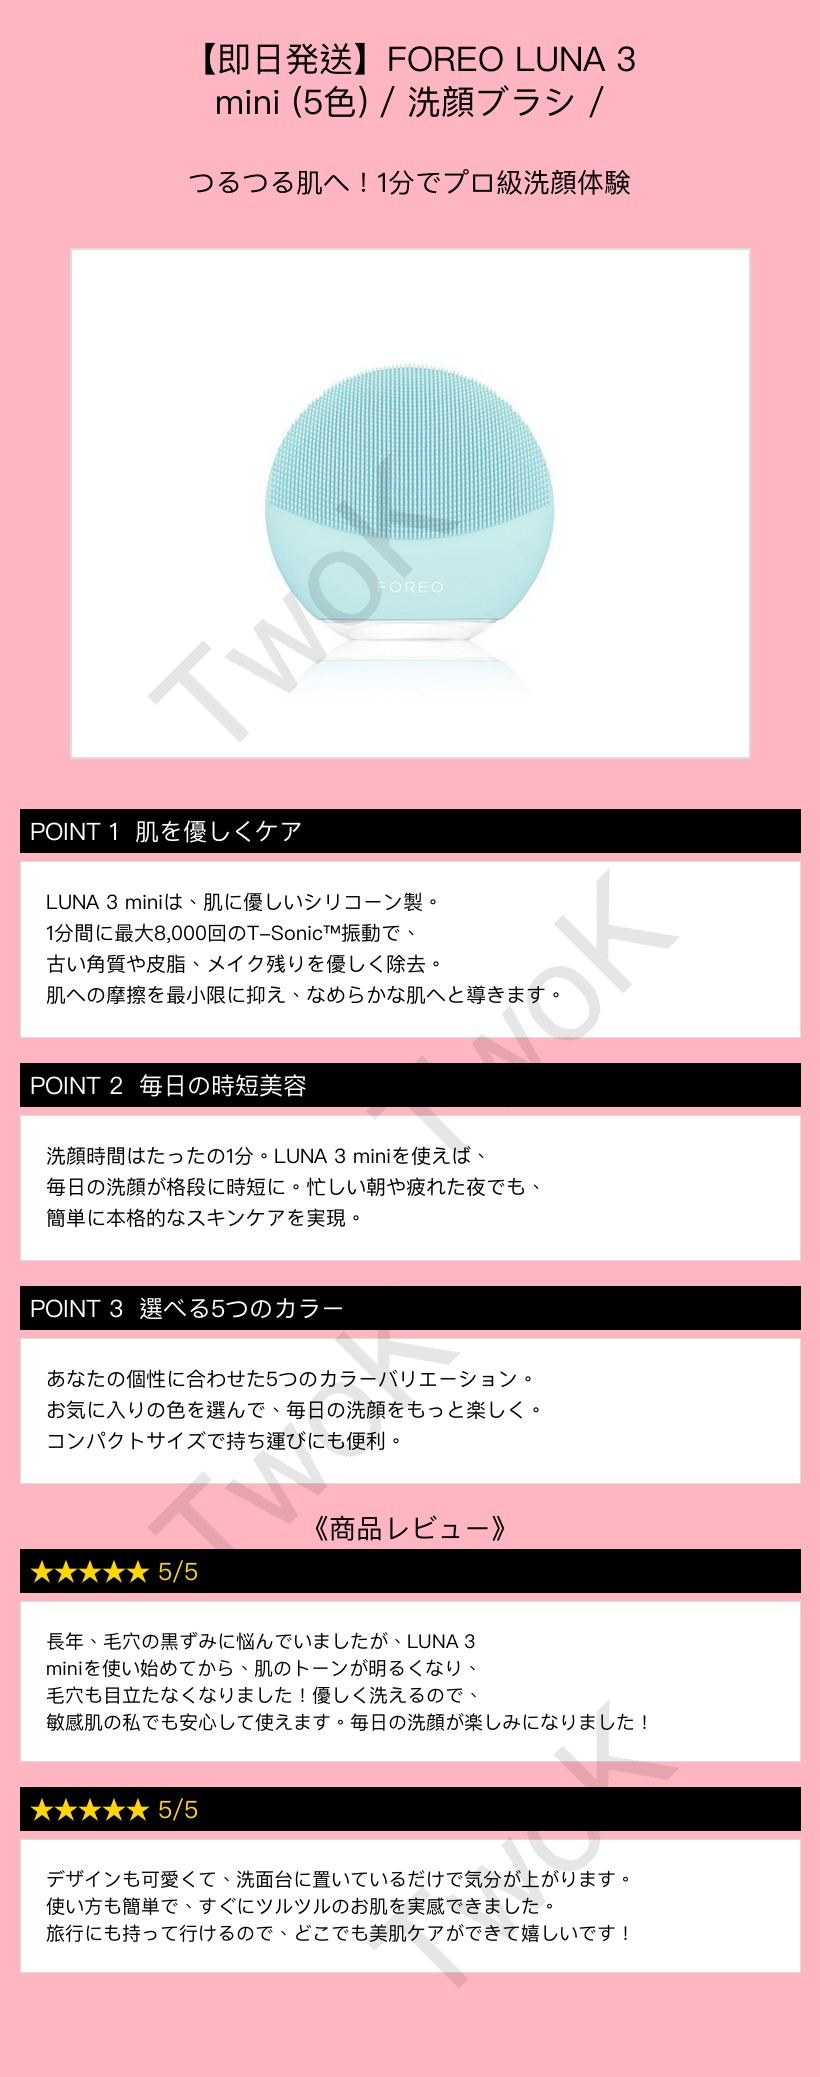 【即日発送】FOREO LUNA 3
mini (5色) / 洗顔ブラシ /
つるつる肌へ！1分でプロ級洗顔体験
FOREO
TwoK
POINT 1 肌を優しくケア
LUNA 3 miniは、肌に優しいシリコーン製。
1分間に最大8,000回のT-Sonic™振動で、
古い角質や皮脂、メイク残りを優しく除去。
肌への摩擦を最小限に抑え、なめらかな肌へと導きます。
TwoK
POINT 2 毎日の時短美容
洗顔時間はたったの1分。LUNA 3 miniを使えば、
毎日の洗顔が格段に時短に。忙しい朝や疲れた夜でも、
簡単に本格的なスキンケアを実現。
POINT 3 選べる5つのカラー
あなたの個性に合わせた5つのカラーバリエーション。
お気に入りの色を選んで、毎日の洗顔をもっと楽しく。
コンパクトサイズで持ち運びにも便利。
TwoK
《商品レビュー》
★★★★★ 5/5
長年、毛穴の黒ずみに悩んでいましたが、LUNA 3
miniを使い始めてから、肌のトーンが明るくなり、
毛穴も目立たなくなりました！優しく洗えるので、
敏感肌の私でも安心して使えます。毎日の洗顔が楽しみになりました！
★★★★★ 5/5
デザインも可愛くて、洗面台に置いているだけで気分が上がります。
使い方も簡単で、すぐにツルツルのお肌を実感できました。
旅行にも持って行けるので、どこでも美肌ケアができて嬉しいです！
TwoK